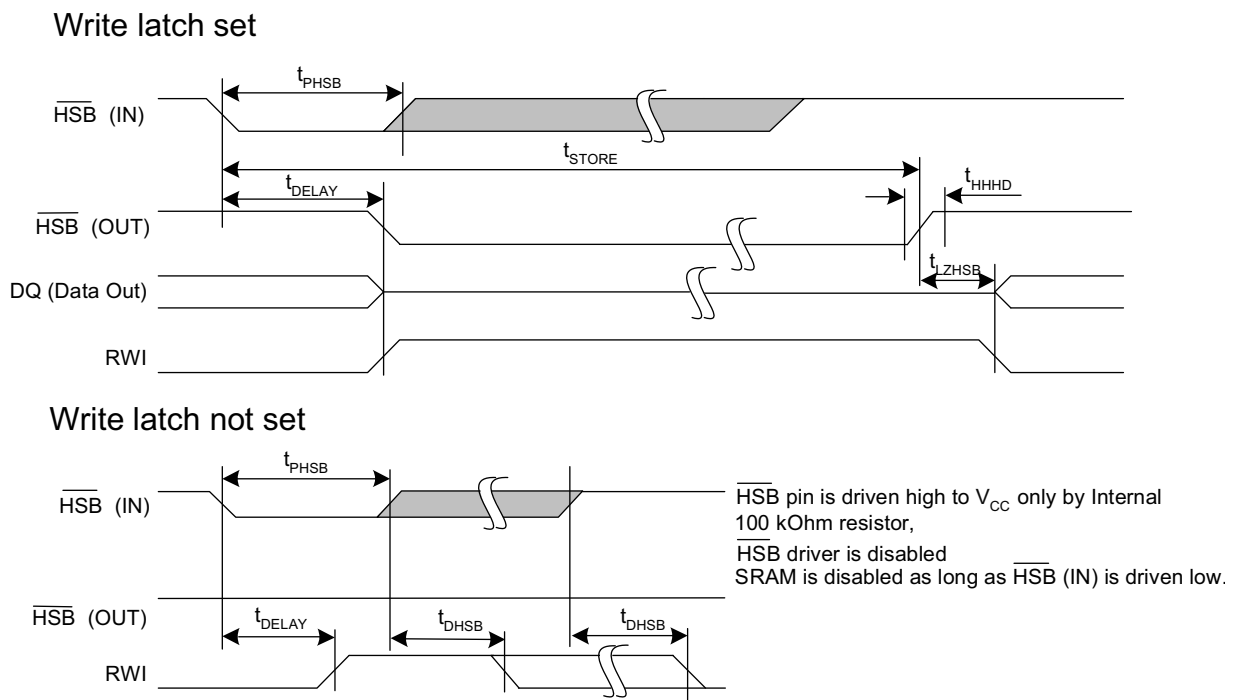 Write latch set
tPHSB
HSB (IN)
tSTORE
tDELAY
tHHHD
HSB (OUT)
tLZHSB
DQ (Data Out)
RWI
Write latch not set
tPHSB
HSB (IN)
HSB pin is driven high to VCC only by Internal
100 kOhm resistor,
HSB driver is disabled
SRAM is disabled as long as HSB (IN) is driven low.
HSB (OUT)
tDELAY
tDHSB
tDHSB
RWI